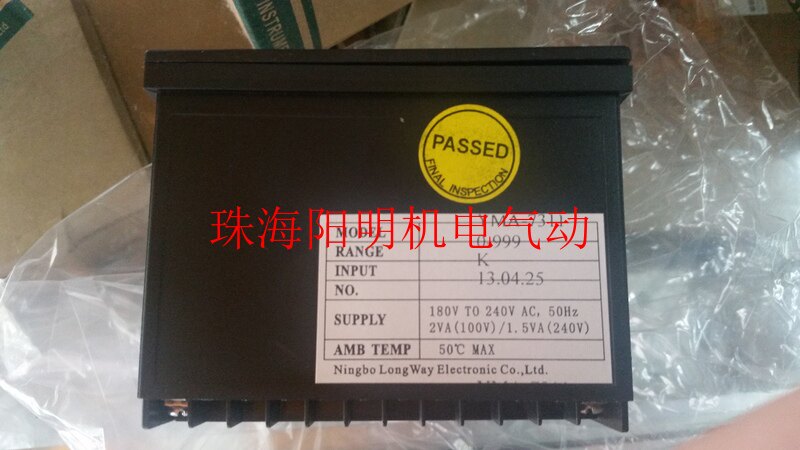 INSTRUM
PASSED
FINAL INSPECTION
珠海阳明机电气动
MODEL
RANGE 0-999
INPUT K
NO. 13.04.25
SUPPLY 180V TO 240V AC, 50Hz
2VA(100V)/1.5VA(240V)
AMB TEMP 50℃ MAX
Ningbo LongWay Electronic Co., Ltd.